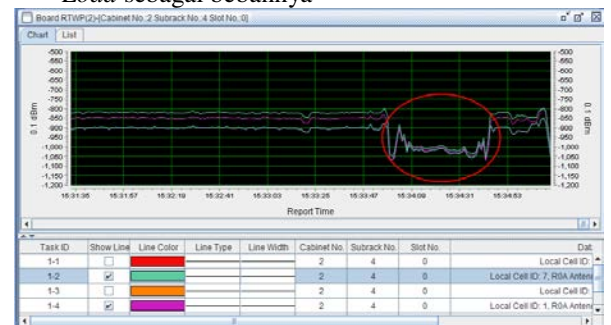 Load sebagai bebannya
Board RTWP(2)-[Cabinet No.:2 Subrack No.:4 Slot No.:0]
Chart List
-500 -500
-550 -550
-600 -600
-650 -650
-700 -700
-750 -750
-800 -800
-850 -850
-900 -900
-950 -950
-1,000 -1,000
-1,050 -1,050
-1,100 -1,100
-1,150 -1,150
-1,200 -1,200
0.1 dBm 0.1 dBm
15:31:35 15:31:57 15:32:19 15:32:41 15:33:03 15:33:25 15:33:47 15:34:09 15:34:31 15:34:53
Report Time
Task ID Show Line Line Color Line Type Line Width Cabinet No. Subrack No. Slot No. Dat
1-1 2 4 0 Local Cell ID:
1-2 2 4 0 Local Cell ID: 7, R0A Antenn
1-3 2 4 0 Local Cell ID:
1-4 2 4 0 Local Cell ID: 1, R0A Antenn